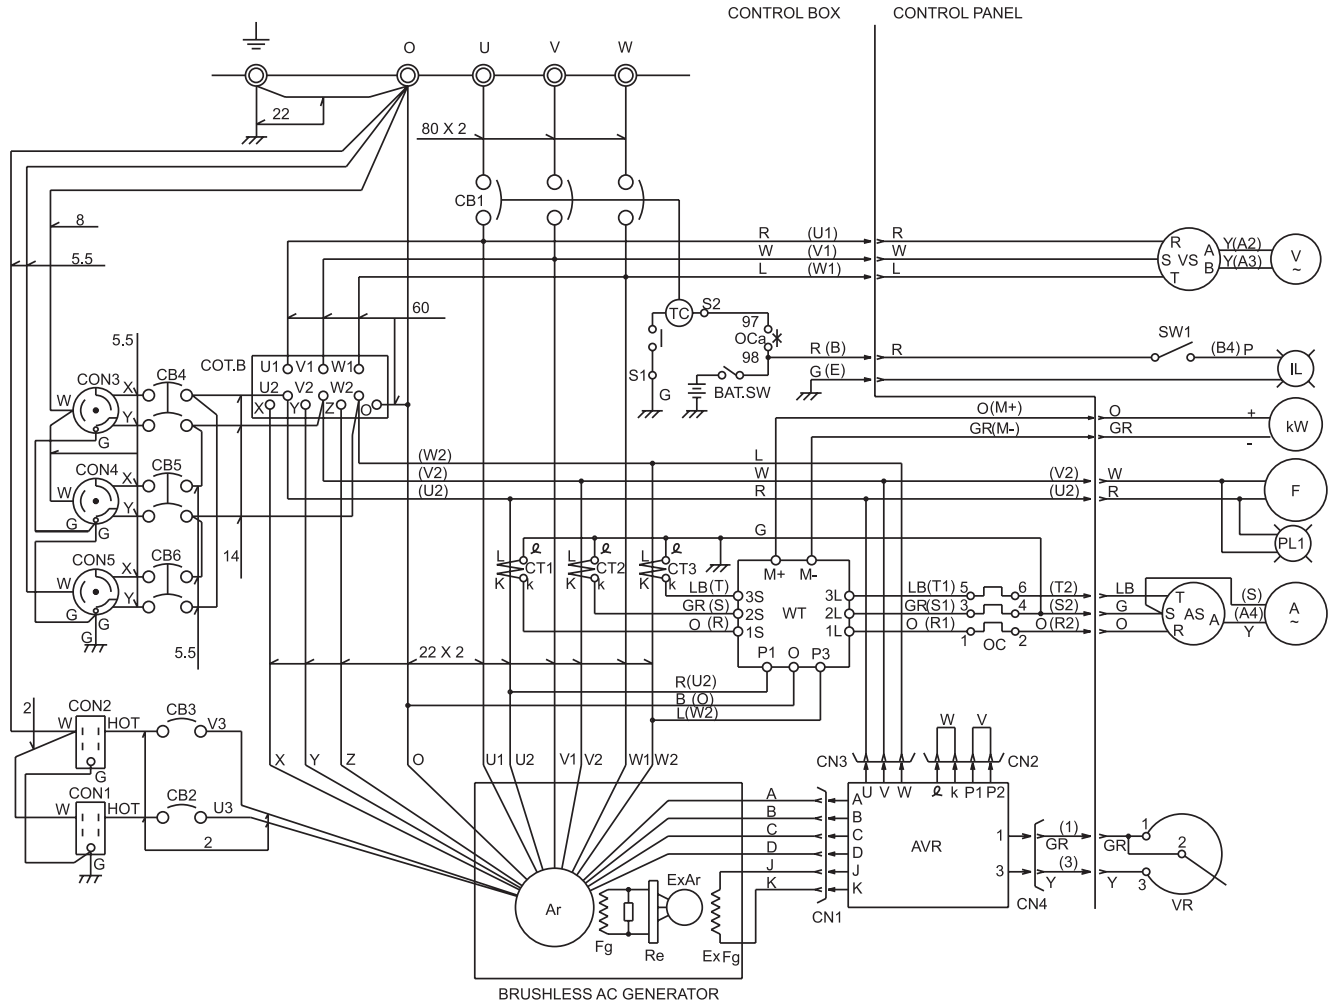 CONTROL BOX
CONTROL PANEL
O U V W
22
80 X 2
CB1
8
5.5
R (U1) R
W (V1) W
L (W1) L
R S T VS A B
Y(A2)
Y(A3)
V ~
60
TC S2
97
OCa
98
S1
G
BAT.SW
R (B) R
G (E)
SW1
(B4) P
IL
5.5
COT.B
U1 V1 W1
U2 V2 W2
X Y Z O
CON3 CB4
W X Y G
O(M+) O +
GR(M-) GR -
kW
(W2) L
(V2) W (V2) W
(U2) R (U2) R
F
PL1
CON4 CB5
W X Y G G
14
G
L ℓ CT1 K k
L ℓ CT2 K k
L ℓ CT3 K k
M+ M-
WT
3S 2S 1S
3L 2L 1L
P1 O P3
LB(T)
GR(S)
O (R)
LB(T1) 5 6 (T2) LB
GR(S1) 3 4 (S2) G
O (R1) 1 2 O(R2) O
OC
T S AS R A
(S)
(A4)
Y
A ~
CON5 CB6
W X Y G G
5.5
22 X 2
R(U2)
B (O)
L(W2)
2
CON2 CB3
W HOT V3
G
CON1 CB2
W HOT U3
G
2
X Y Z O U1 U2 V1 V2 W1 W2
CN3
W V
CN2
U V W ℓ k P1 P2
A A
B B
C C
D D
J J
K K
CN1
AVR
1
3
CN4
(1)
GR GR
(3)
Y Y
1
2
3
VR
Ar
Fg
Re
ExAr
Ex Fg
BRUSHLESS AC GENERATOR